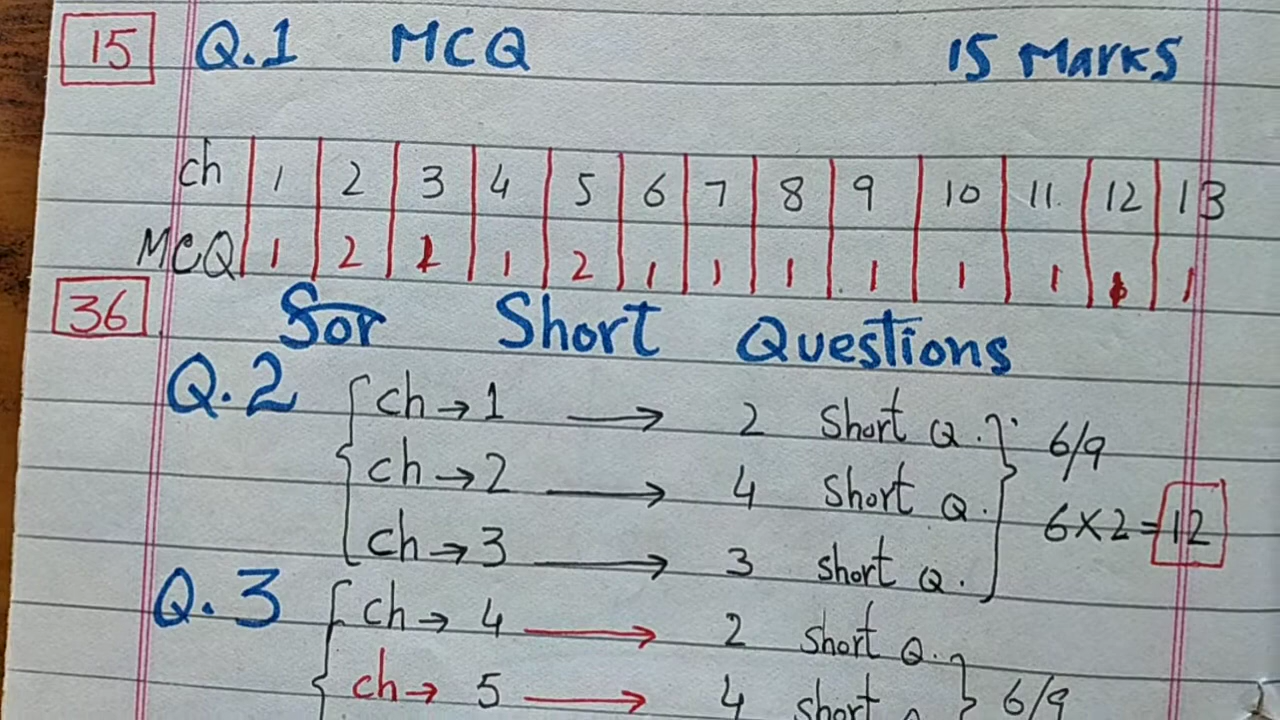 15 Q.1 MCQ 15 Marks
ch 1 2 3 4 5 6 7 8 9 10 11 12 13
MCQ 1 2 1 1 2 1 1 1 1 1 1 1 1
36 For Short Questions
Q.2 ch → 1 → 2 Short Q. 6/9
ch → 2 → 4 Short Q. 6×2=12
ch → 3 → 3 Short Q.
Q.3 ch → 4 → 2 Short Q.
ch → 5 → 4 short 6/9